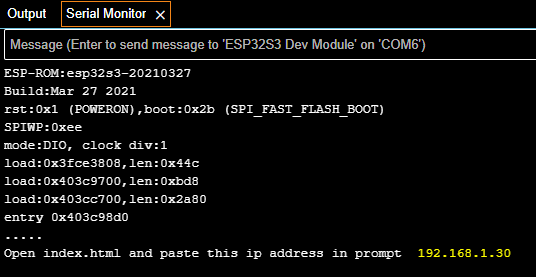 Output Serial Monitor ×
Message (Enter to send message to 'ESP32S3 Dev Module' on 'COM6')
ESP-ROM:esp32s3-20210327
Build:Mar 27 2021
rst:0x1 (POWERON),boot:0x2b (SPI_FAST_FLASH_BOOT)
SPIWP:0xee
mode:DIO, clock div:1
load:0x3fce3808,len:0x44c
load:0x403c9700,len:0xbd8
load:0x403cc700,len:0x2a80
entry 0x403c98d0
.....
Open index.html and paste this ip address in prompt 192.168.1.30